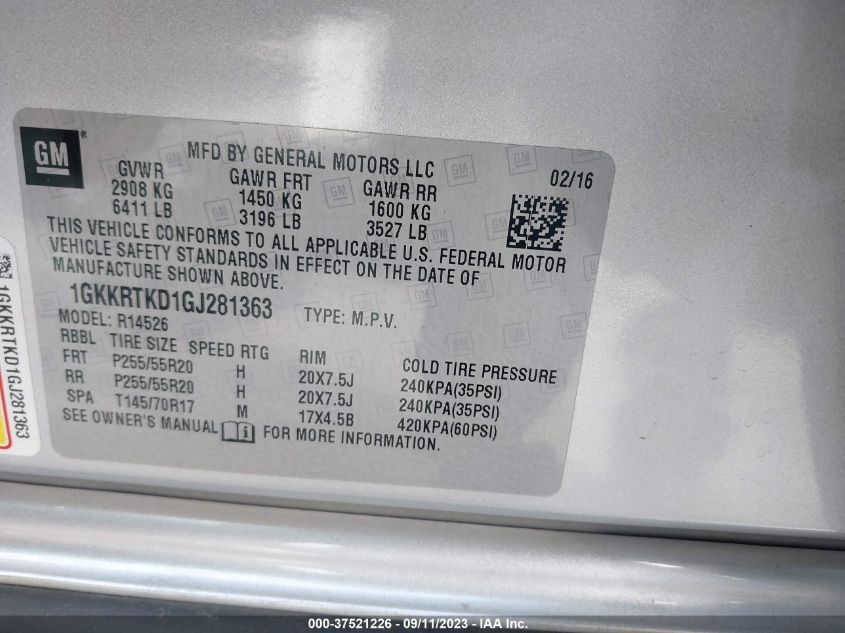 GM ®
MFD BY GENERAL MOTORS LLC
02/16
GVWR GAWR FRT GAWR RR
2908 KG 1450 KG 1600 KG
6411 LB 3196 LB 3527 LB
THIS VEHICLE CONFORMS TO ALL APPLICABLE U.S. FEDERAL MOTOR
VEHICLE SAFETY STANDARDS IN EFFECT ON THE DATE OF
MANUFACTURE SHOWN ABOVE.
1GKKRTKD1GJ281363 TYPE: M.P.V.
MODEL: R14526
RBBL TIRE SIZE SPEED RTG RIM COLD TIRE PRESSURE
FRT P255/55R20 H 20X7.5J 240KPA(35PSI)
RR P255/55R20 H 20X7.5J 240KPA(35PSI)
SPA T145/70R17 M 17X4.5B 420KPA(60PSI)
SEE OWNER'S MANUAL i FOR MORE INFORMATION.
1GKKRTKD1GJ281363
000-37521226 - 09/11/2023 - IAA Inc.